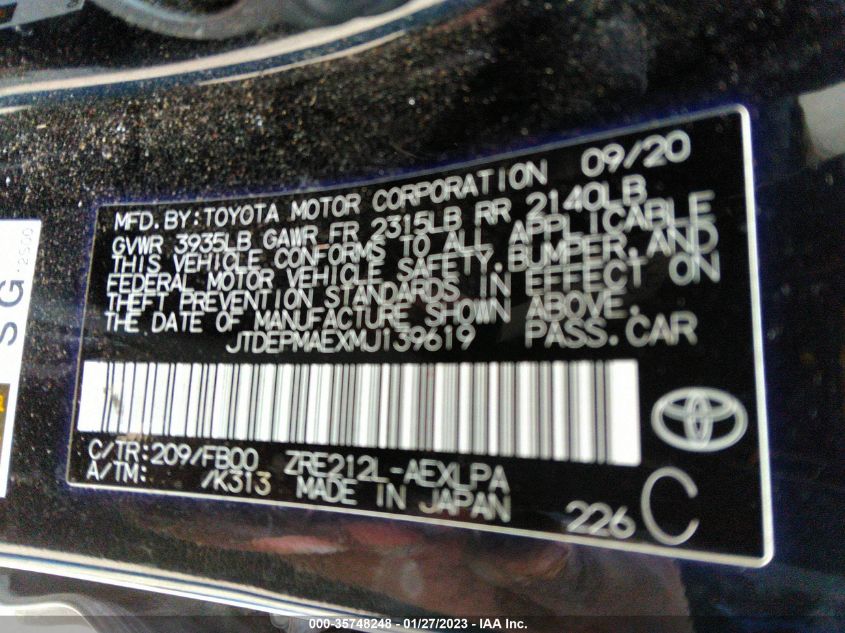 MFD.BY:TOYOTA MOTOR CORPORATION 09/20
GVWR 3935LB GAWR FR 2315LB RR 2140LB
THIS VEHICLE CONFORMS TO ALL APPLICABLE
FEDERAL MOTOR VEHICLE SAFETY,BUMPER,AND
THEFT PREVENTION STANDARDS IN EFFECT ON
THE DATE OF MANUFACTURE SHOWN ABOVE.
JTDEPMAEXMJ139619 PASS.CAR
C/TR:209/FB00 ZRE212L-AEXLPA
A/TM: /K313 MADE IN JAPAN
226 C
SG
000-35748248 - 01/27/2023 - IAA Inc.